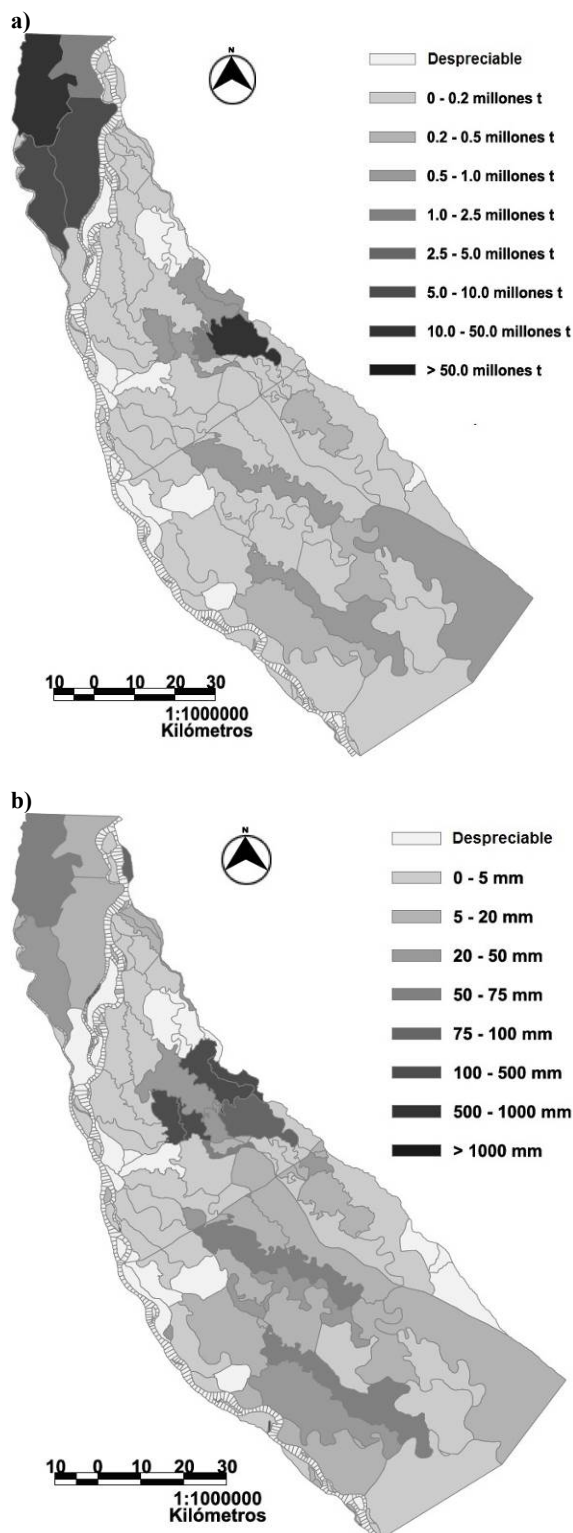 a)
N
Despreciable
0 - 0.2 millones t
0.2 - 0.5 millones t
0.5 - 1.0 millones t
1.0 - 2.5 millones t
2.5 - 5.0 millones t
5.0 - 10.0 millones t
10.0 - 50.0 millones t
> 50.0 millones t
10 0 10 20 30
1:1000000
Kilómetros
b)
N
Despreciable
0 - 5 mm
5 - 20 mm
20 - 50 mm
50 - 75 mm
75 - 100 mm
100 - 500 mm
500 - 1000 mm
> 1000 mm
10 0 10 20 30
1:1000000
Kilómetros